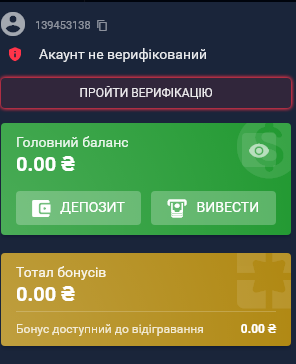 139453138
Акаунт не верифікований
ПРОЙТИ ВЕРИФІКАЦІЮ
Головний баланс
0.00 ₴
ДЕПОЗИТ
ВИВЕСТИ
Тотал бонусів
0.00 ₴
Бонус доступний до відігравання 0.00 ₴